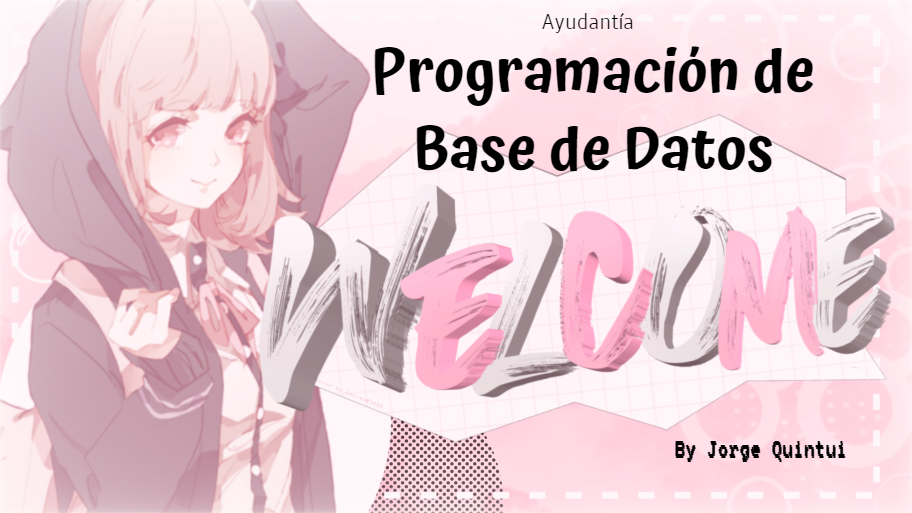 Ayudantía
Programación de
Base de Datos
WELCOME
By Jorge Quintui